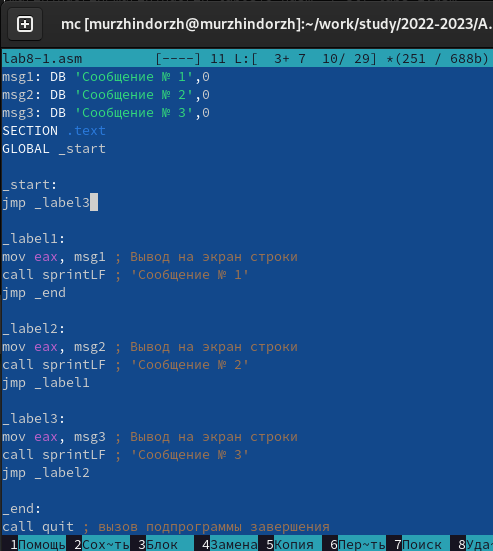 mc [murzhindorzh@murzhindorzh]:~/work/study/2022-2023/A.
lab8-1.asm [----] 11 L:[ 3+ 7 10/ 29] *(251 / 688b)
msg1: DB 'Сообщение № 1',0
msg2: DB 'Сообщение № 2',0
msg3: DB 'Сообщение № 3',0
SECTION .text
GLOBAL _start
_start:
jmp _label3
_label1:
mov eax, msg1 ; Вывод на экран строки
call sprintLF ; 'Сообщение № 1'
jmp _end
_label2:
mov eax, msg2 ; Вывод на экран строки
call sprintLF ; 'Сообщение № 2'
jmp _label1
_label3:
mov eax, msg3 ; Вывод на экран строки
call sprintLF ; 'Сообщение № 3'
jmp _label2
_end:
call quit ; вызов подпрограммы завершения
1Помощь 2Сох~ть 3Блок 4Замена 5Копия 6Пер~ть 7Поиск 8Уда